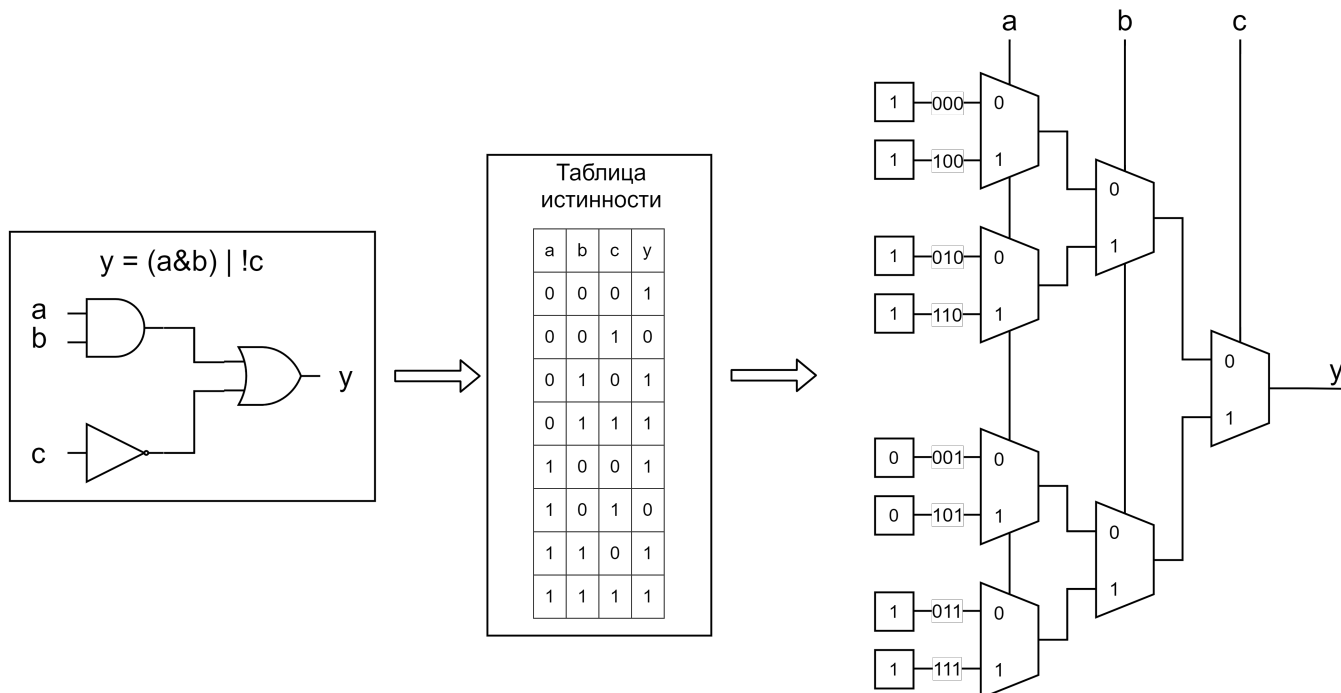 y = (a&b) | !c
a
b
c
y
Таблица
истинности
a b c y
0 0 0 1
0 0 1 0
0 1 0 1
0 1 1 1
1 0 0 1
1 0 1 0
1 1 0 1
1 1 1 1
a b c
1 000 0
1 100 1
0
1
1 010 0
1 110 1
0
1
y
0 001 0
0 101 1
0
1
1 011 0
1 111 1